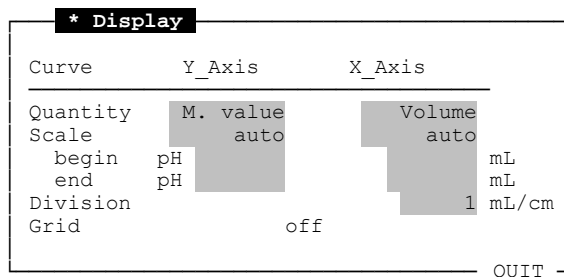 * Display
Curve Y_Axis X_Axis
Quantity M. value Volume
Scale auto auto
begin pH mL
end pH mL
Division 1 mL/cm
Grid off
QUIT